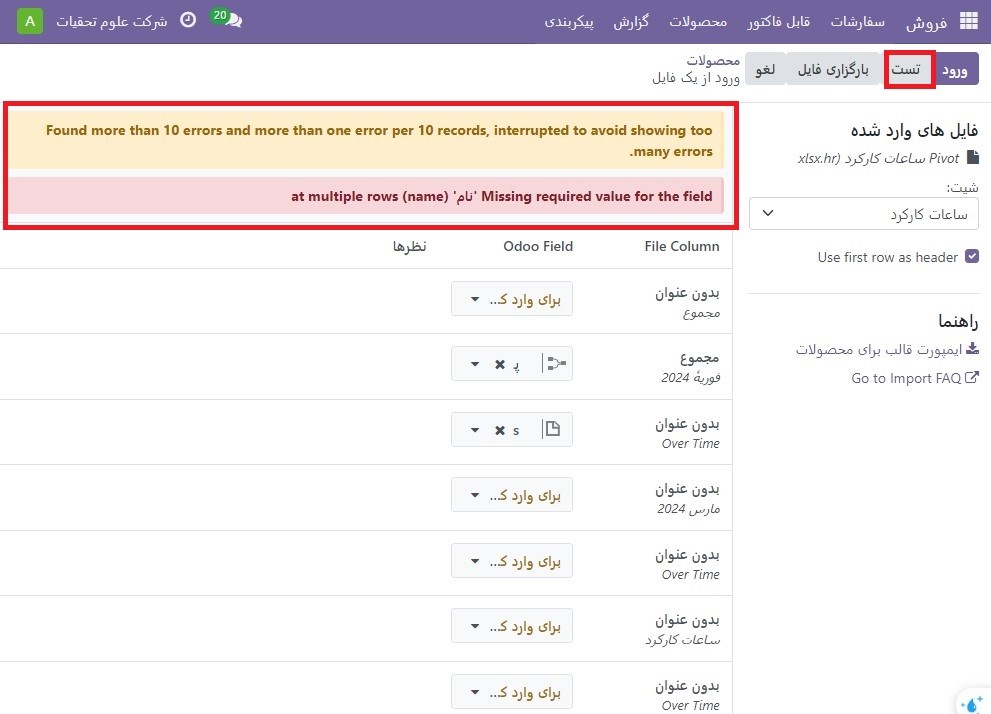 فروش سفارشات قابل فاکتور محصولات گزارش پیکربندی 20 شرکت علوم تحقیات A
ورود تست بارگزاری فایل لغو
محصولات
ورود از یک فایل
فایل های وارد شده
Pivot ساعات کارکرد (xlsx.hr
شیت:
ساعات کارکرد
Use first row as header
راهنما
ایمپورت قالب برای محصولات
Go to Import FAQ
Found more than 10 errors and more than one error per 10 records, interrupted to avoid showing too
.many errors
at multiple rows (name) 'نام' Missing required value for the field
File Column Odoo Field نظرها
بدون عنوان برای وارد ک...
مجموع
مجموع پ
فوریهٔ 2024
بدون عنوان s
Over Time
بدون عنوان برای وارد ک...
مارس 2024
بدون عنوان برای وارد ک...
Over Time
بدون عنوان برای وارد ک...
ساعات کارکرد
بدون عنوان برای وارد ک...
Over Time